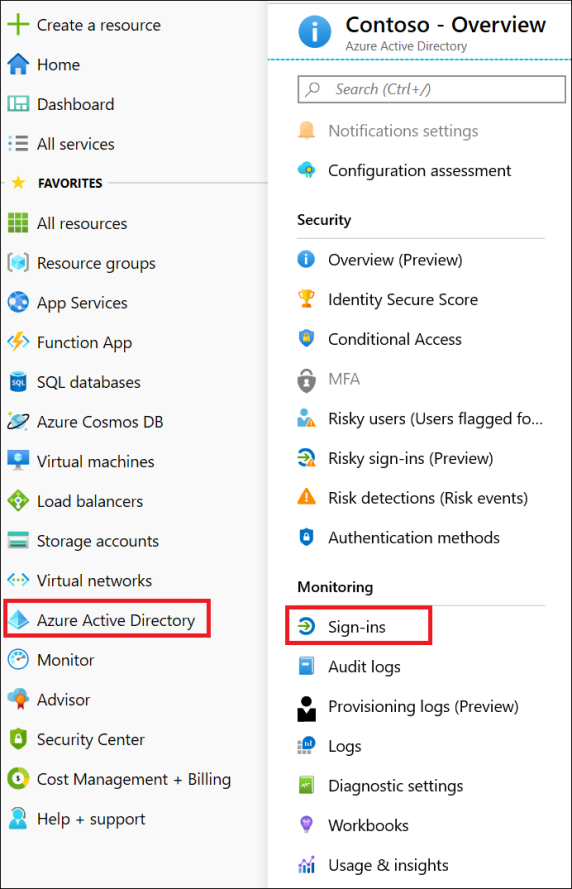 Create a resource
Home
Dashboard
All services
FAVORITES
All resources
Resource groups
App Services
Function App
SQL databases
Azure Cosmos DB
Virtual machines
Load balancers
Storage accounts
Virtual networks
Azure Active Directory
Monitor
Advisor
Security Center
Cost Management + Billing
Help + support
Contoso - Overview
Azure Active Directory
Search (Ctrl+/)
Notifications settings
Configuration assessment
Security
Overview (Preview)
Identity Secure Score
Conditional Access
MFA
Risky users (Users flagged fo...
Risky sign-ins (Preview)
Risk detections (Risk events)
Authentication methods
Monitoring
Sign-ins
Audit logs
Provisioning logs (Preview)
Logs
Diagnostic settings
Workbooks
Usage & insights